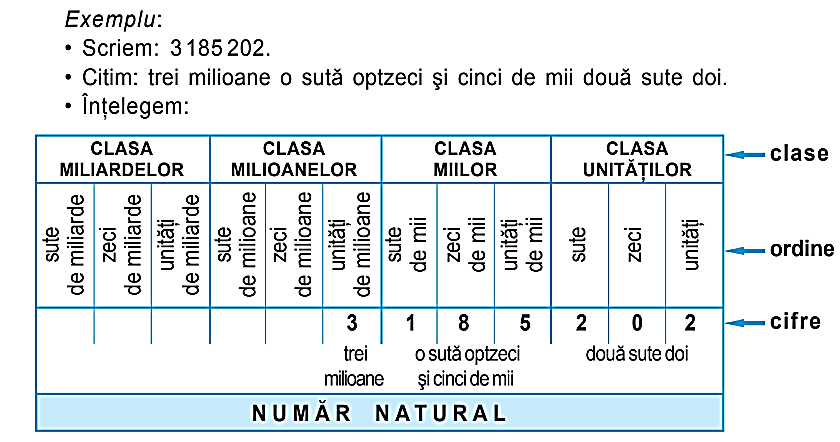 Exemplu:
• Scriem: 3 185 202.
• Citim: trei milioane o sută optzeci şi cinci de mii două sute doi.
• Înţelegem:
CLASA MILIARDELOR CLASA MILIOANELOR CLASA MIILOR CLASA UNITĂŢILOR clase
sute de miliarde zeci de miliarde unităţi de miliarde sute de milioane zeci de milioane unităţi de milioane sute de mii zeci de mii unităţi de mii sute zeci unităţi ordine
3 1 8 5 2 0 2 cifre
trei o sută optzeci două sute doi
milioane şi cinci de mii
NUMĂR NATURAL